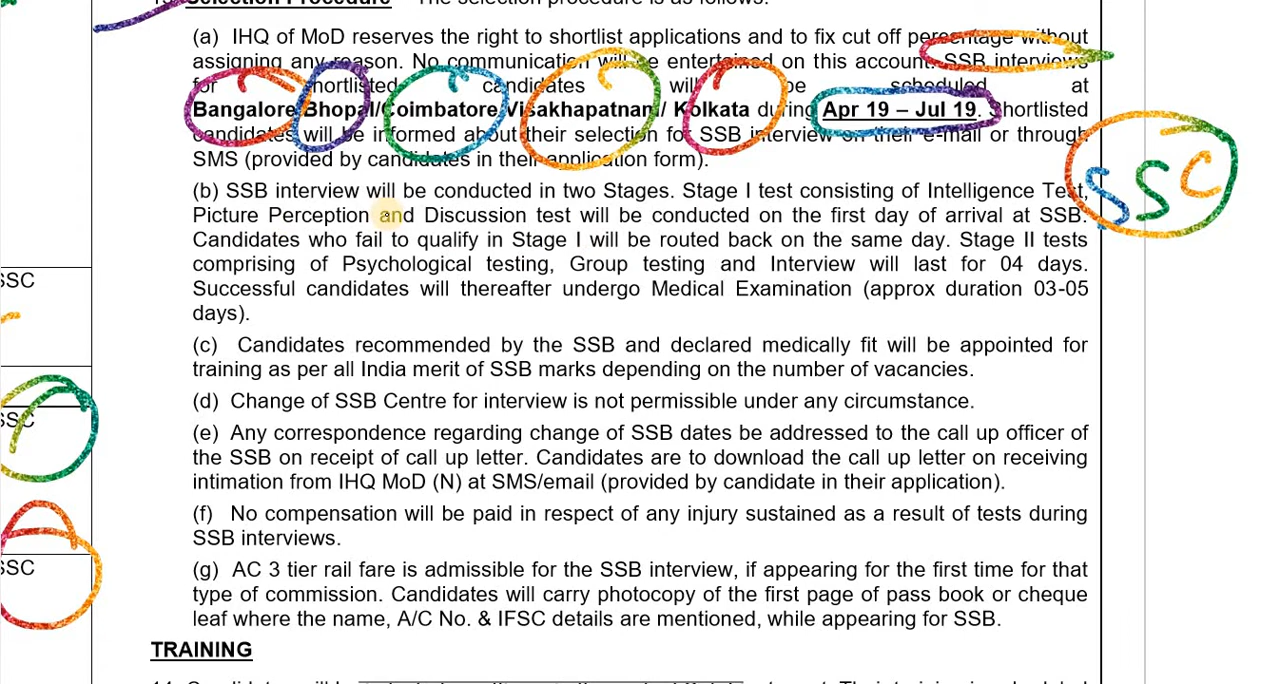 Selection Procedure The selection procedure is as follows:
(a) IHQ of MoD reserves the right to shortlist applications and to fix cut off percentage without
assigning any reason. No communication will be entertained on this account. SSB interviews
for shortlisted candidates will be scheduled at
Bangalore/Bhopal/Coimbatore/Visakhapatnam/ Kolkata during Apr 19 – Jul 19. Shortlisted
candidates will be informed about their selection for SSB interview on their e-mail or through
SMS (provided by candidates in their application form).
SSC
(b) SSB interview will be conducted in two Stages. Stage I test consisting of Intelligence Test,
Picture Perception and Discussion test will be conducted on the first day of arrival at SSB.
Candidates who fail to qualify in Stage I will be routed back on the same day. Stage II tests
comprising of Psychological testing, Group testing and Interview will last for 04 days.
Successful candidates will thereafter undergo Medical Examination (approx duration 03-05
days).
SSC
(c) Candidates recommended by the SSB and declared medically fit will be appointed for
training as per all India merit of SSB marks depending on the number of vacancies.
(d) Change of SSB Centre for interview is not permissible under any circumstance.
SSC
(e) Any correspondence regarding change of SSB dates be addressed to the call up officer of
the SSB on receipt of call up letter. Candidates are to download the call up letter on receiving
intimation from IHQ MoD (N) at SMS/email (provided by candidate in their application).
(f) No compensation will be paid in respect of any injury sustained as a result of tests during
SSB interviews.
SSC
(g) AC 3 tier rail fare is admissible for the SSB interview, if appearing for the first time for that
type of commission. Candidates will carry photocopy of the first page of pass book or cheque
leaf where the name, A/C No. & IFSC details are mentioned, while appearing for SSB.
TRAINING